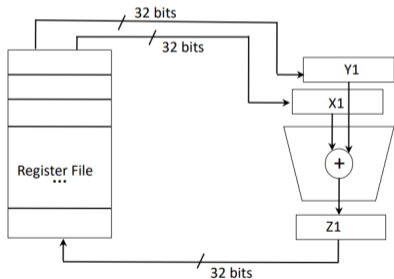 32 bits
32 bits
Y1
X1
Register File
...
+
Z1
32 bits